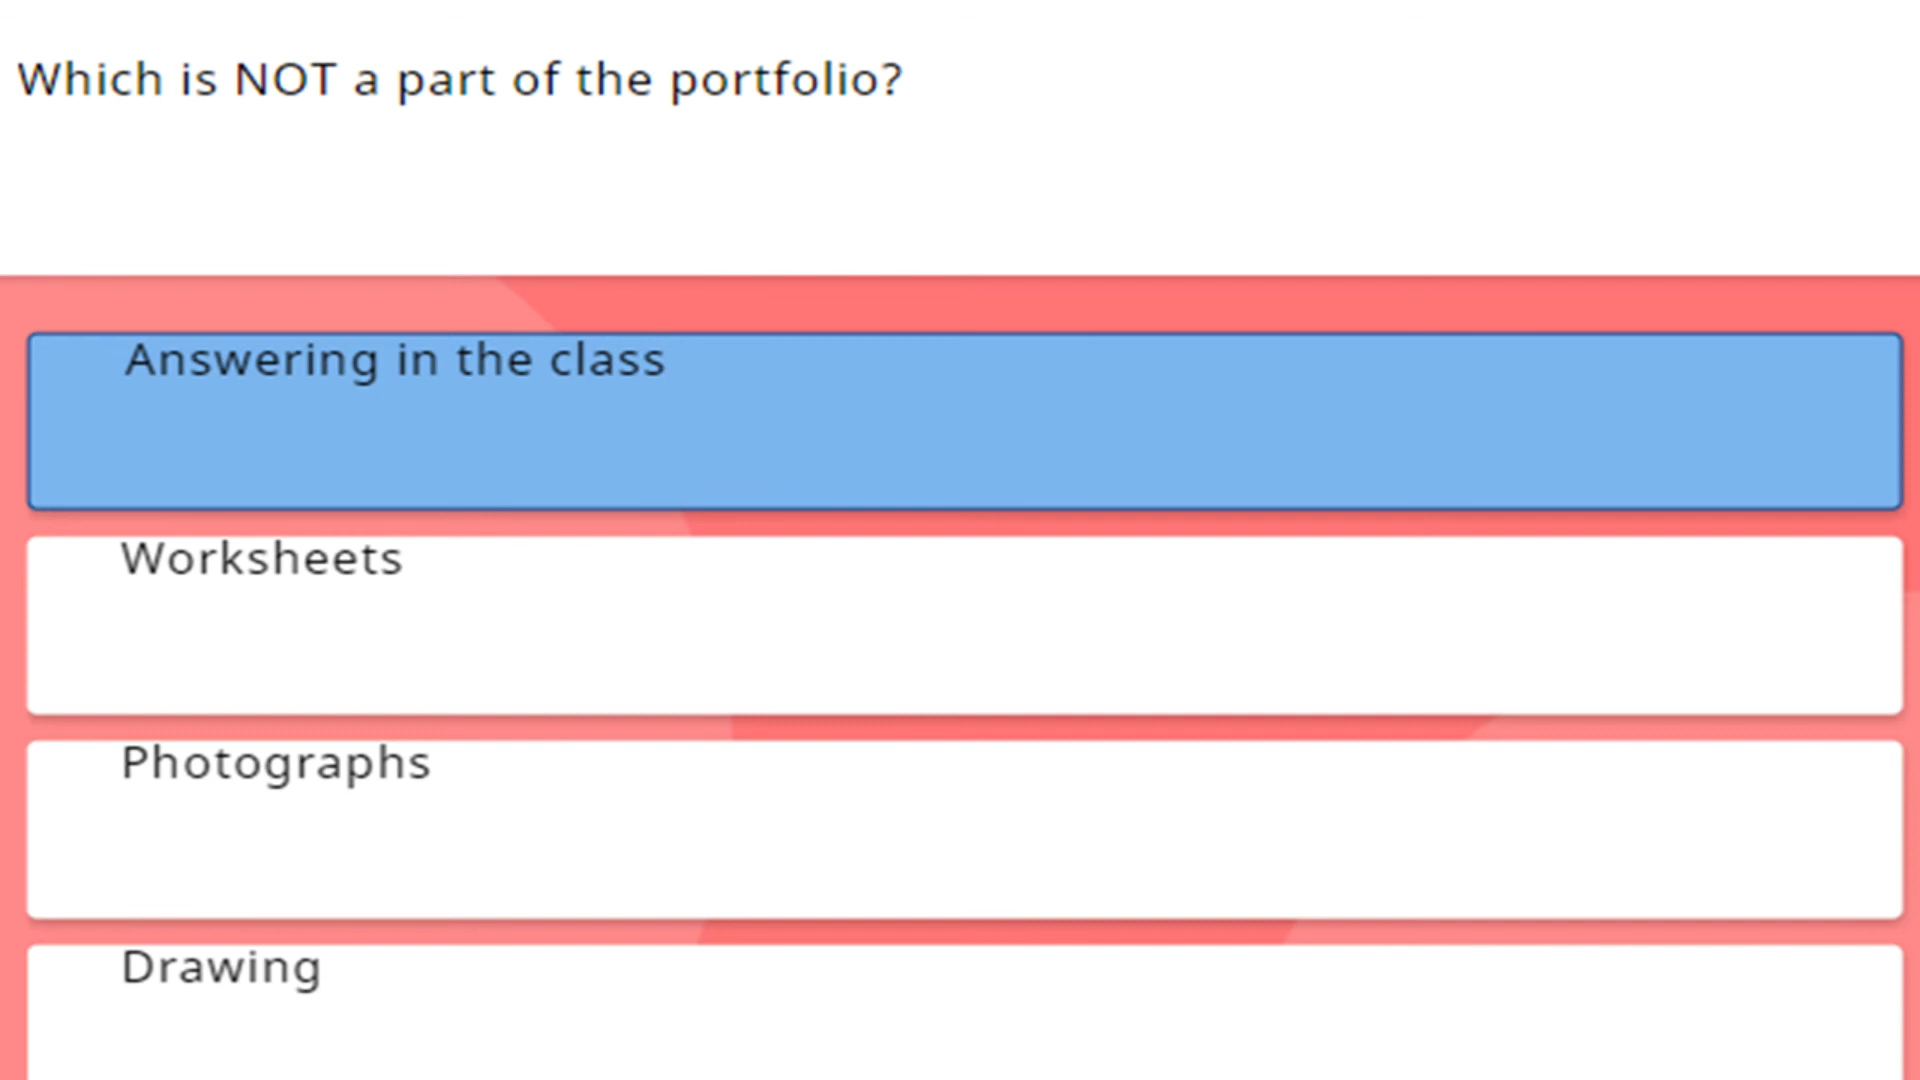 Which is NOT a part of the portfolio?
Answering in the class
Worksheets
Photographs
Drawing